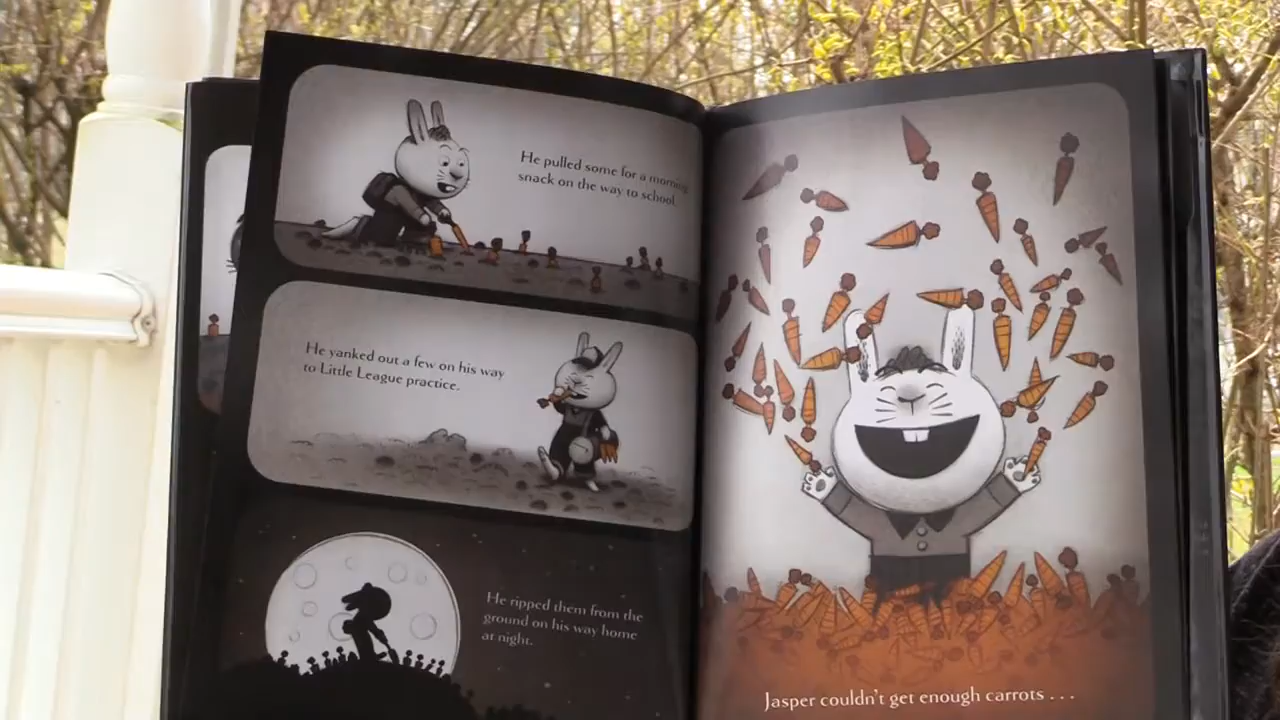 He pulled some for a morning
snack on the way to school.
He yanked out a few on his way
to Little League practice.
He ripped them from the
ground on his way home
at night.
Jasper couldn't get enough carrots . . .